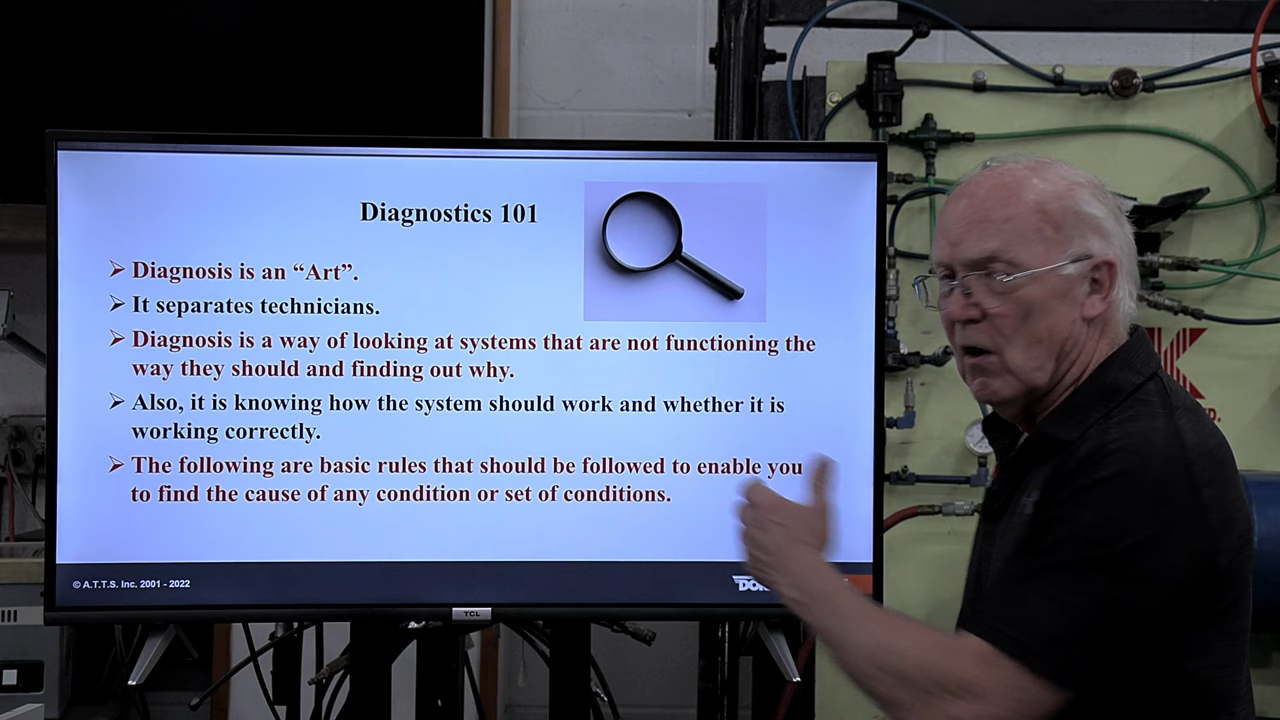 Diagnostics 101
➢ Diagnosis is an “Art”.
➢ It separates technicians.
➢ Diagnosis is a way of looking at systems that are not functioning the
way they should and finding out why.
➢ Also, it is knowing how the system should work and whether it is
working correctly.
➢ The following are basic rules that should be followed to enable you
to find the cause of any condition or set of conditions.
© A.T.T.S. Inc. 2001 - 2022
TCL
K